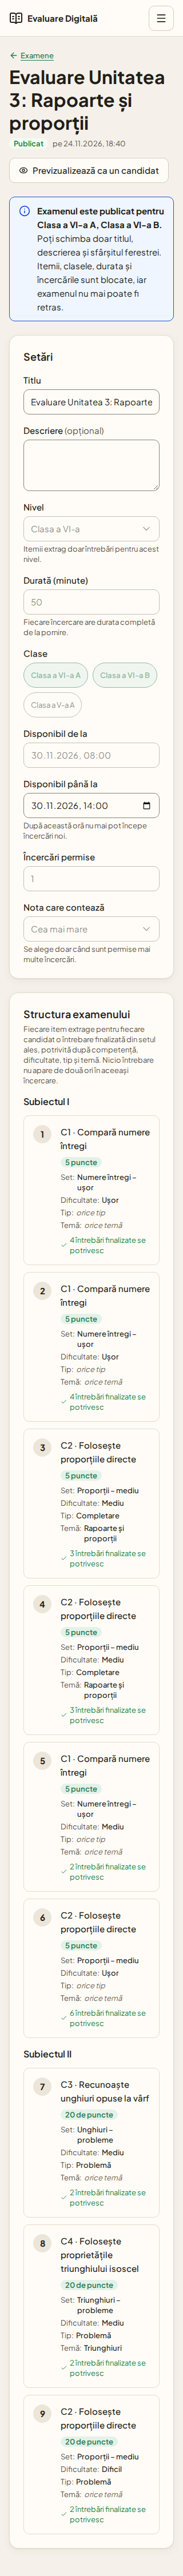 Evaluare Digitală
Examene
Evaluare Unitatea
3: Rapoarte și
proporții
Publicat pe 24.11.2026, 18:40
Previzualizează ca un candidat
Examenul este publicat pentru
Clasa a VI-a A, Clasa a VI-a B.
Poți schimba doar titlul,
descrierea și sfârșitul ferestrei.
Itemii, clasele, durata și
încercările sunt blocate, iar
examenul nu mai poate fi
retras.
Setări
Titlu
Evaluare Unitatea 3: Rapoarte
Descriere (opțional)
Nivel
Clasa a VI-a
Itemii extrag doar întrebări pentru acest
nivel.
Durată (minute)
50
Fiecare încercare are durata completă
de la pornire.
Clase
Clasa a VI-a A Clasa a VI-a B
Clasa a V-a A
Disponibil de la
30.11.2026, 08:00
Disponibil până la
30.11.2026, 14:00
După această oră nu mai pot începe
încercări noi.
Încercări permise
1
Nota care contează
Cea mai mare
Se alege doar când sunt permise mai
multe încercări.
Structura examenului
Fiecare item extrage pentru fiecare
candidat o întrebare finalizată din setul
ales, potrivită după competență,
dificultate, tip și temă. Nicio întrebare
nu apare de două ori în aceeași
încercare.
Subiectul I
1 C1 · Compară numere
întregi
5 puncte
Set: Numere întregi –
ușor
Dificultate: Ușor
Tip: orice tip
Temă: orice temă
4 întrebări finalizate se
potrivesc
2 C1 · Compară numere
întregi
5 puncte
Set: Numere întregi –
ușor
Dificultate: Ușor
Tip: orice tip
Temă: orice temă
4 întrebări finalizate se
potrivesc
3 C2 · Folosește
proporțiile directe
5 puncte
Set: Proporții – mediu
Dificultate: Mediu
Tip: Completare
Temă: Rapoarte și
proporții
3 întrebări finalizate se
potrivesc
4 C2 · Folosește
proporțiile directe
5 puncte
Set: Proporții – mediu
Dificultate: Mediu
Tip: Completare
Temă: Rapoarte și
proporții
3 întrebări finalizate se
potrivesc
5 C1 · Compară numere
întregi
5 puncte
Set: Numere întregi –
ușor
Dificultate: Mediu
Tip: orice tip
Temă: orice temă
2 întrebări finalizate se
potrivesc
6 C2 · Folosește
proporțiile directe
5 puncte
Set: Proporții – mediu
Dificultate: Ușor
Tip: orice tip
Temă: orice temă
6 întrebări finalizate se
potrivesc
Subiectul II
7 C3 · Recunoaște
unghiuri opuse la vârf
20 de puncte
Set: Unghiuri –
probleme
Dificultate: Mediu
Tip: Problemă
Temă: orice temă
2 întrebări finalizate se
potrivesc
8 C4 · Folosește
proprietățile
triunghiului isoscel
20 de puncte
Set: Triunghiuri –
probleme
Dificultate: Mediu
Tip: Problemă
Temă: Triunghiuri
2 întrebări finalizate se
potrivesc
9 C2 · Folosește
proporțiile directe
20 de puncte
Set: Proporții – mediu
Dificultate: Dificil
Tip: Problemă
Temă: orice temă
2 întrebări finalizate se
potrivesc